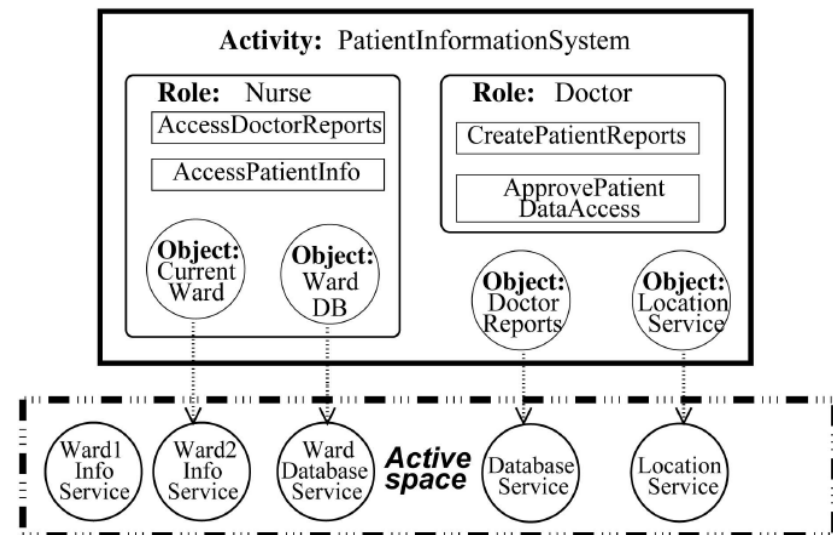 Activity: PatientInformationSystem
Role: Nurse
AccessDoctorReports
AccessPatientInfo
Object:
Current
Ward
Object:
Ward
DB
Role: Doctor
CreatePatientReports
ApprovePatient
DataAccess
Object:
Doctor
Reports
Object:
Location
Service
Ward1
Info
Service
Ward2
Info
Service
Ward
Database
Service
Active
space
Database
Service
Location
Service